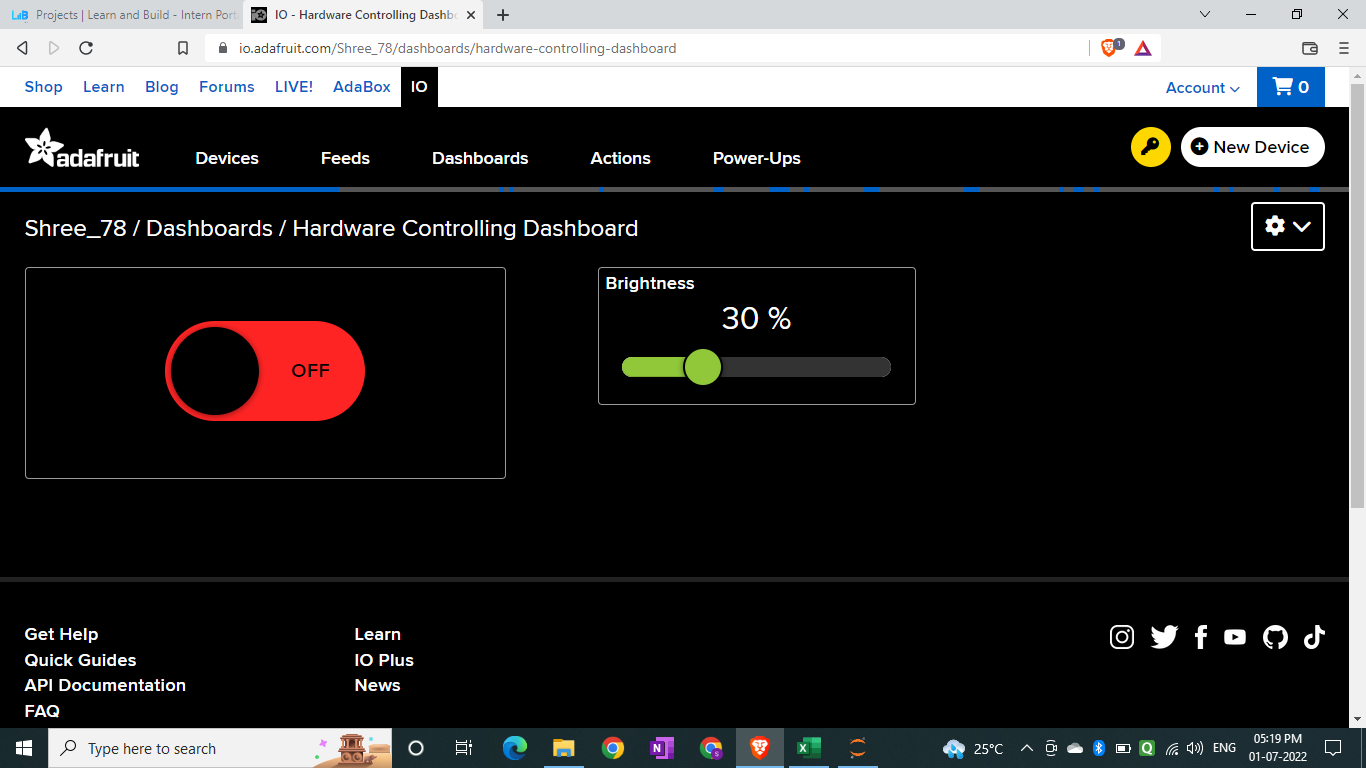 Projects | Learn and Build - Intern Port
IO - Hardware Controlling Dashbo
io.adafruit.com/Shree_78/dashboards/hardware-controlling-dashboard
1
Shop Learn Blog Forums LIVE! AdaBox IO
Account 0
adafruit Devices Feeds Dashboards Actions Power-Ups New Device
Shree_78 / Dashboards / Hardware Controlling Dashboard
OFF
Brightness
30 %
Get Help
Quick Guides
API Documentation
FAQ
Learn
IO Plus
News
Type here to search
25°C
ENG
05:19 PM
01-07-2022